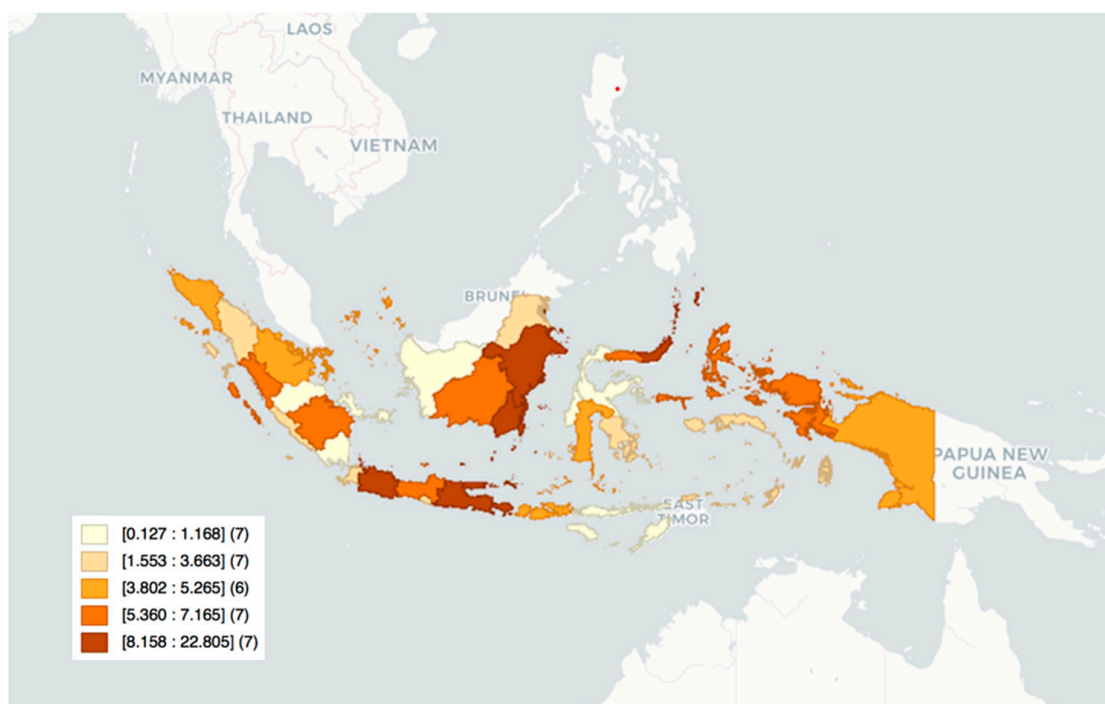 LAOS
MYANMAR
THAILAND
VIETNAM
BRUNEI
PAPUA NEW
GUINEA
EAST
TIMOR
[0.127 : 1.168] (7)
[1.553 : 3.663] (7)
[3.802 : 5.265] (6)
[5.360 : 7.165] (7)
[8.158 : 22.805] (7)